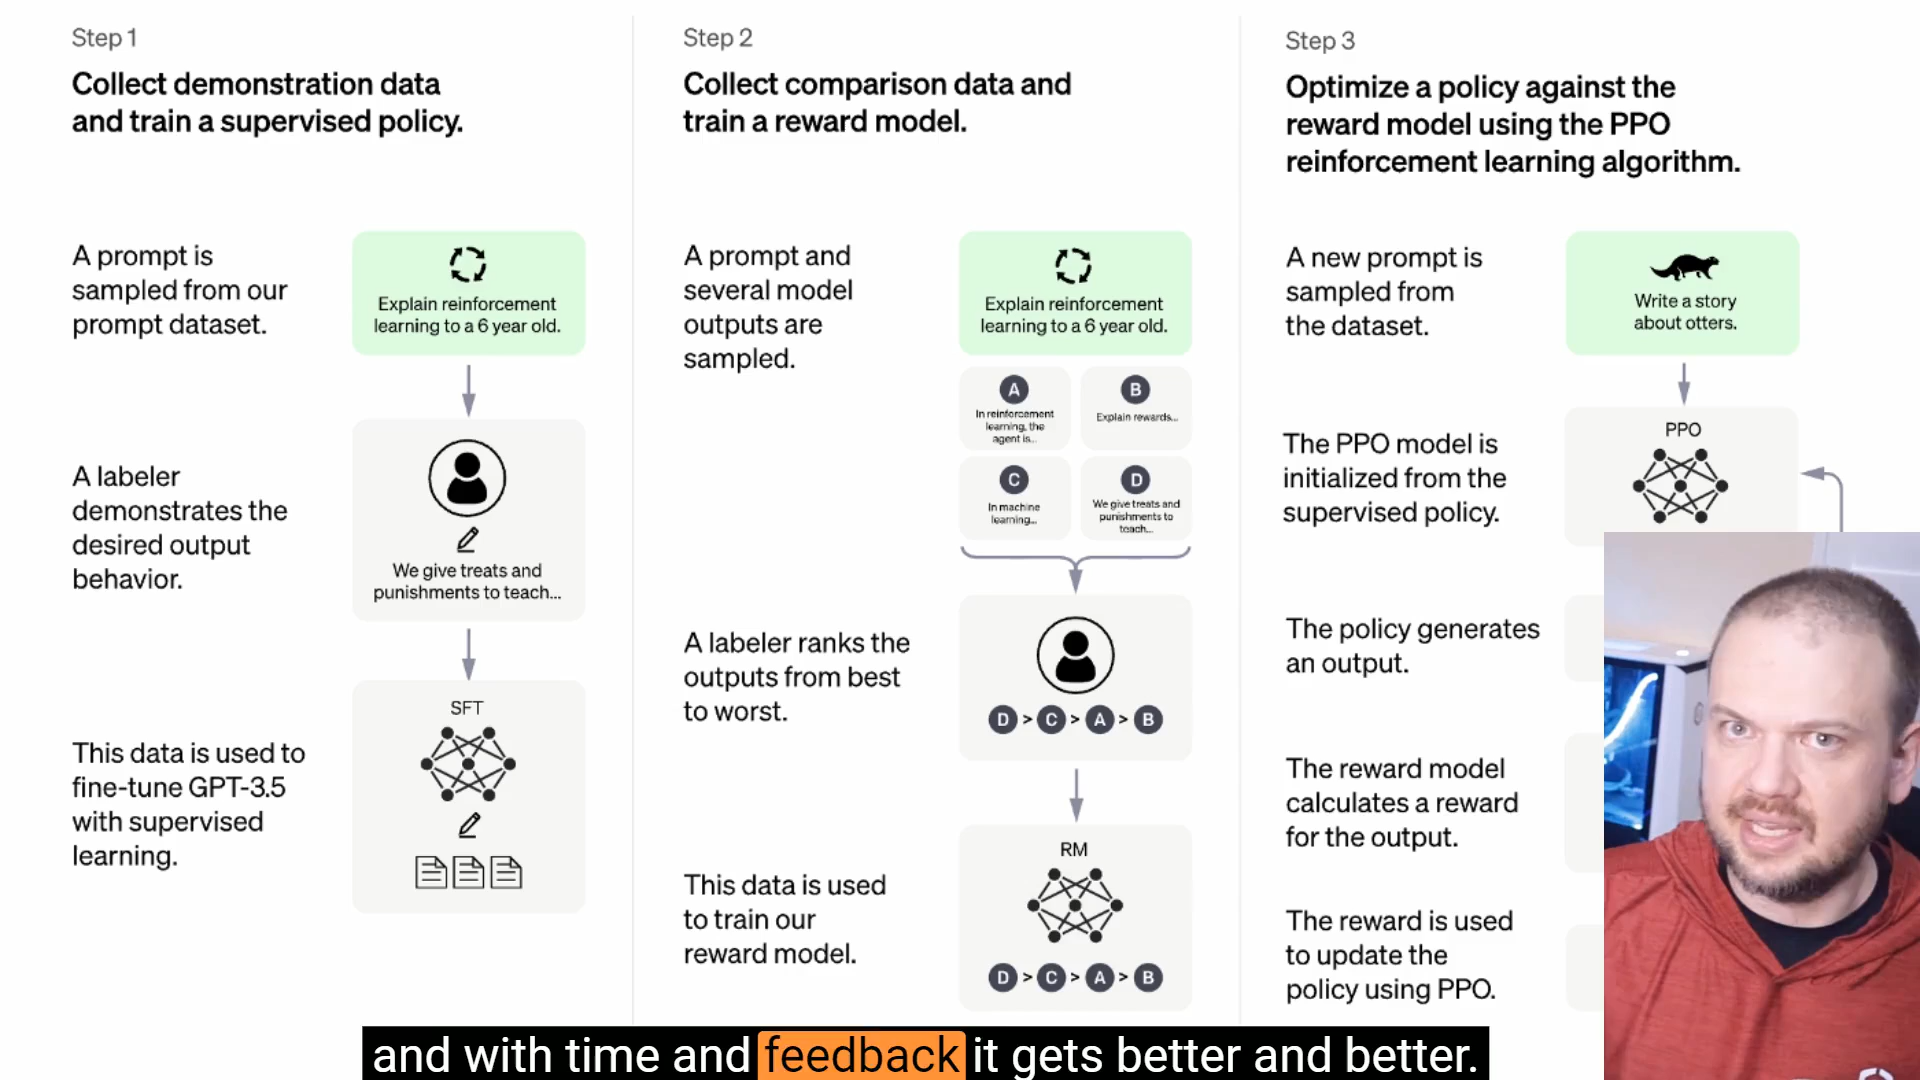 Step 1
Collect demonstration data
and train a supervised policy.
A prompt is
sampled from our
prompt dataset.
Explain reinforcement
learning to a 6 year old.
A labeler
demonstrates the
desired output
behavior.
We give treats and
punishments to teach...
This data is used to
fine-tune GPT-3.5
with supervised
learning.
SFT
Step 2
Collect comparison data and
train a reward model.
A prompt and
several model
outputs are
sampled.
Explain reinforcement
learning to a 6 year old.
A
In reinforcement
learning, the
agent is...
B
Explain rewards...
C
In machine
learning...
D
We give treats and
punishments to
teach...
A labeler ranks the
outputs from best
to worst.
D > C > A > B
This data is used
to train our
reward model.
RM
D > C > A > B
Step 3
Optimize a policy against the
reward model using the PPO
reinforcement learning algorithm.
A new prompt is
sampled from
the dataset.
Write a story
about otters.
The PPO model is
initialized from the
supervised policy.
PPO
The policy generates
an output.
The reward model
calculates a reward
for the output.
The reward is used
to update the
policy using PPO.
and with time and feedback it gets better and better.